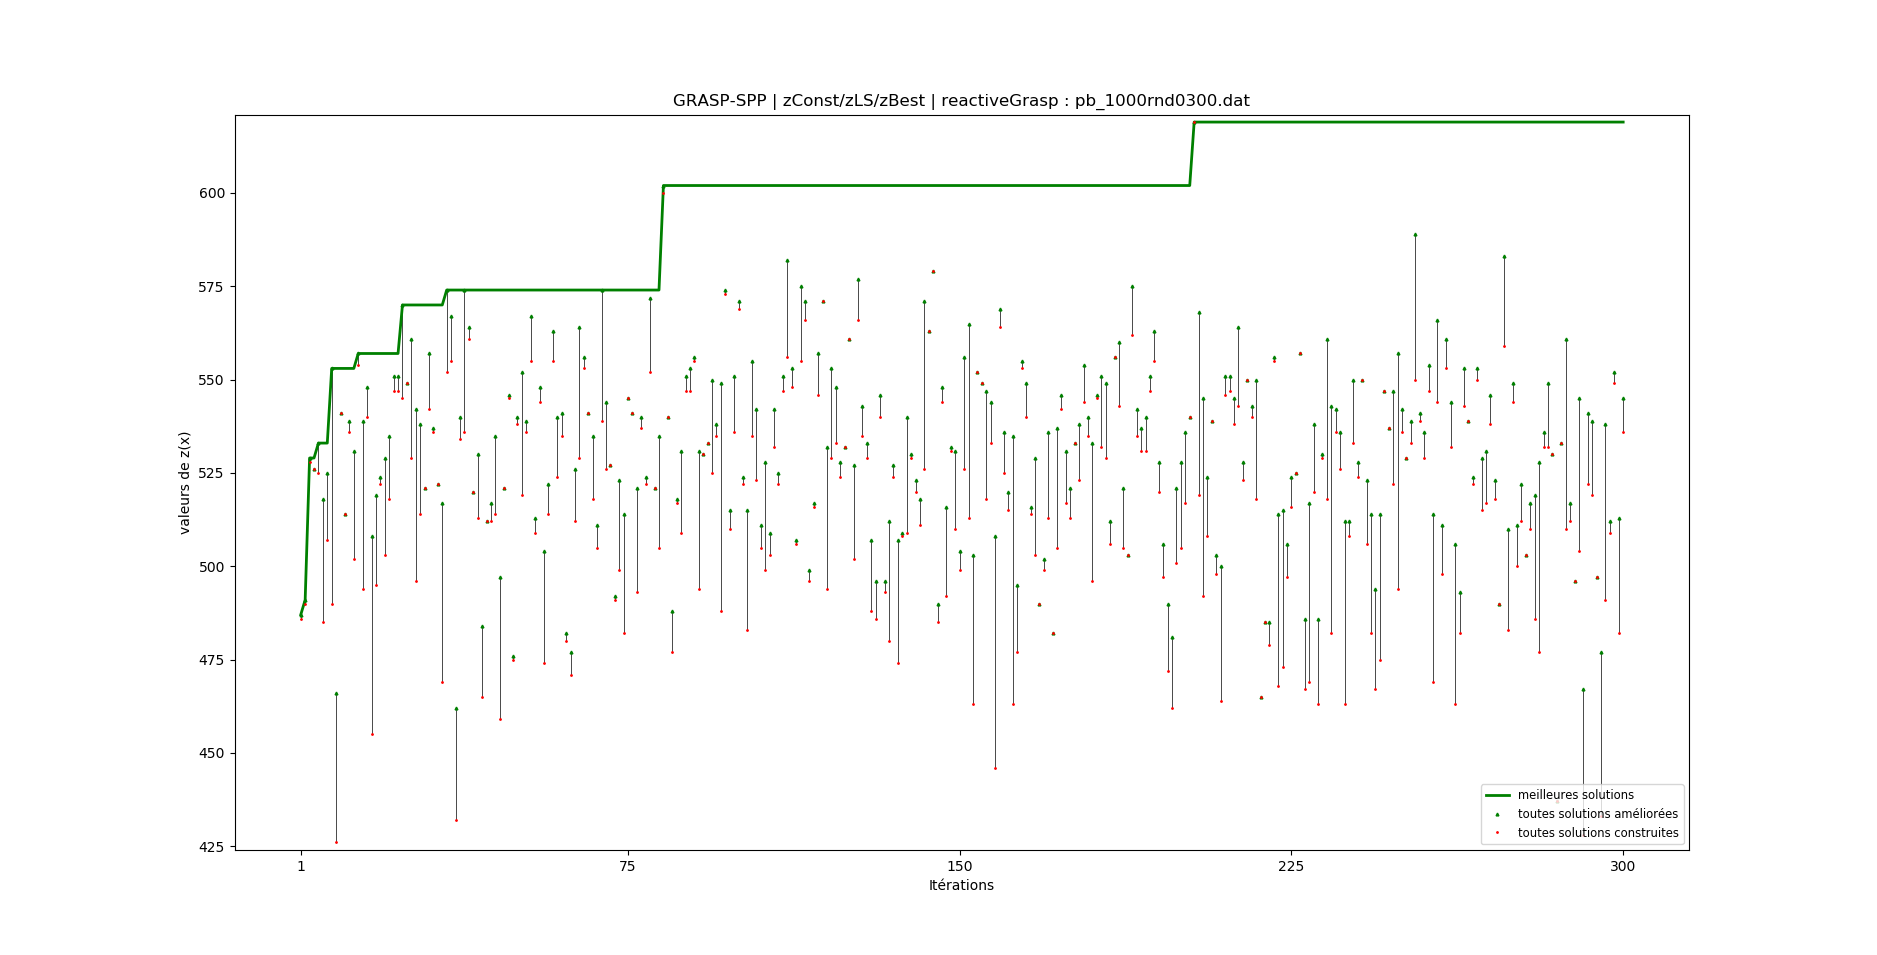 GRASP-SPP | zConst/zLS/zBest | reactiveGrasp : pb_1000rnd0300.dat
valeurs de z(x)
600
575
550
525
500
475
450
425
1 75 150 225 300
Itérations
meilleures solutions
toutes solutions améliorées
toutes solutions construites